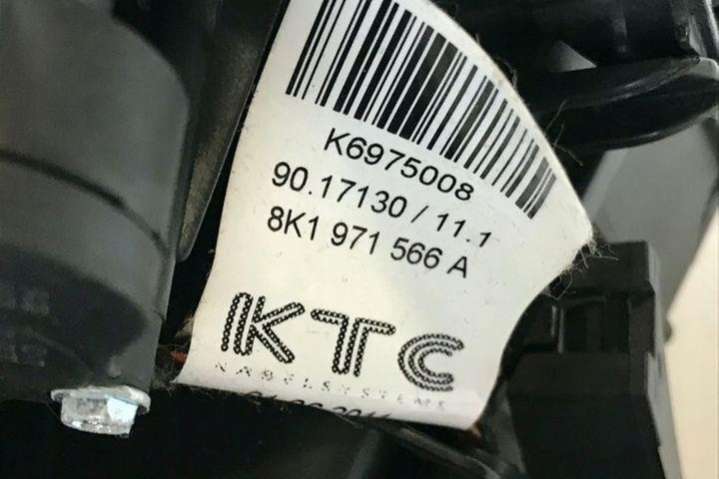 K6975008
90.17130 / 11.1
8K1 971 566 A
KTC
KABELSYSTEME